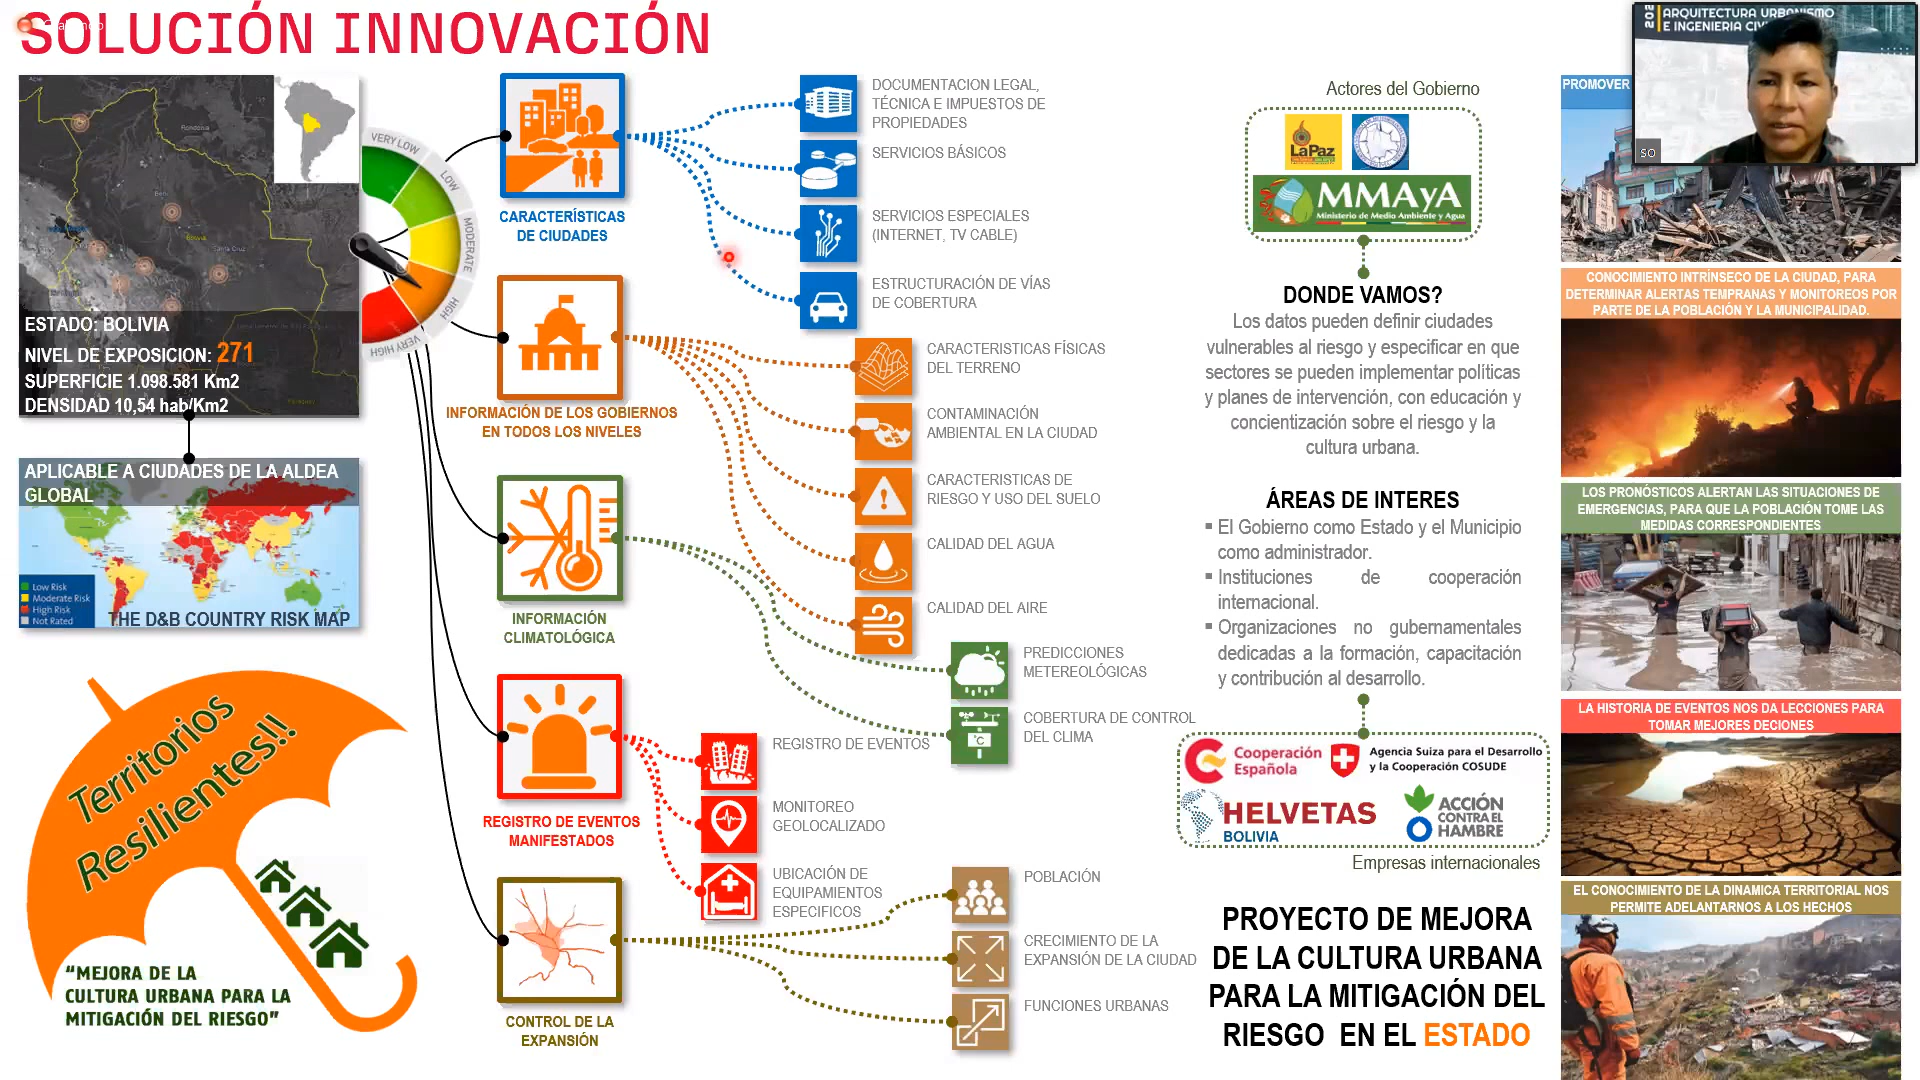 SOLUCIÓN INNOVACIÓN
ESTADO: BOLIVIA
NIVEL DE EXPOSICION: 271
SUPERFICIE 1.098.581 Km2
DENSIDAD 10,54 hab/Km2
VERY LOW
LOW
MODERATE
HIGH
VERY HIGH
APLICABLE A CIUDADES DE LA ALDEA
GLOBAL
Low Risk
Moderate Risk
High Risk
Not Rated
THE D&B COUNTRY RISK MAP
Territorios
Resilientes!!
“MEJORA DE LA
CULTURA URBANA PARA LA
MITIGACIÓN DEL RIESGO”
CARACTERÍSTICAS
DE CIUDADES
INFORMACIÓN DE LOS GOBIERNOS
EN TODOS LOS NIVELES
INFORMACIÓN
CLIMATOLÓGICA
REGISTRO DE EVENTOS
MANIFESTADOS
CONTROL DE LA
EXPANSIÓN
DOCUMENTACION LEGAL,
TÉCNICA E IMPUESTOS DE
PROPIEDADES
SERVICIOS BÁSICOS
SERVICIOS ESPECIALES
(INTERNET, TV CABLE)
ESTRUCTURACIÓN DE VÍAS
DE COBERTURA
CARACTERISTICAS FÍSICAS
DEL TERRENO
CONTAMINACIÓN
AMBIENTAL EN LA CIUDAD
CARACTERISTICAS DE
RIESGO Y USO DEL SUELO
CALIDAD DEL AGUA
CALIDAD DEL AIRE
PREDICCIONES
METEREOLÓGICAS
°C
COBERTURA DE CONTROL
DEL CLIMA
REGISTRO DE EVENTOS
MONITOREO
GEOLOCALIZADO
UBICACIÓN DE
EQUIPAMIENTOS
ESPECIFICOS
POBLACIÓN
CRECIMIENTO DE LA
EXPANSIÓN DE LA CIUDAD
FUNCIONES URBANAS
Actores del Gobierno
LaPaz
MMAyA
Ministerio de Medio Ambiente y Agua
DONDE VAMOS?
Los datos pueden definir ciudades
vulnerables al riesgo y especificar en que
sectores se pueden implementar políticas
y planes de intervención, con educación y
concientización sobre el riesgo y la
cultura urbana.
ÁREAS DE INTERES
▪ El Gobierno como Estado y el Municipio
como administrador.
▪ Instituciones de cooperación
internacional.
▪ Organizaciones no gubernamentales
dedicadas a la formación, capacitación
y contribución al desarrollo.
Cooperación
Española
Agencia Suiza para el Desarrollo
y la Cooperación COSUDE
HELVETAS
BOLIVIA
ACCIÓN
CONTRA EL
HAMBRE
Empresas internacionales
PROYECTO DE MEJORA
DE LA CULTURA URBANA
PARA LA MITIGACIÓN DEL
RIESGO EN EL ESTADO
ARQUITECTURA URBANISMO
E INGENIERIA
SO
PROMOVER
CONOCIMIENTO INTRÍNSECO DE LA CIUDAD, PARA
DETERMINAR ALERTAS TEMPRANAS Y MONITOREOS POR
PARTE DE LA POBLACIÓN Y LA MUNICIPALIDAD.
LOS PRONÓSTICOS ALERTAN LAS SITUACIONES DE
EMERGENCIAS, PARA QUE LA POBLACIÓN TOME LAS
MEDIDAS CORRESPONDIENTES
LA HISTORIA DE EVENTOS NOS DA LECCIONES PARA
TOMAR MEJORES DECIONES
EL CONOCIMIENTO DE LA DINAMICA TERRITORIAL NOS
PERMITE ADELANTARNOS A LOS HECHOS